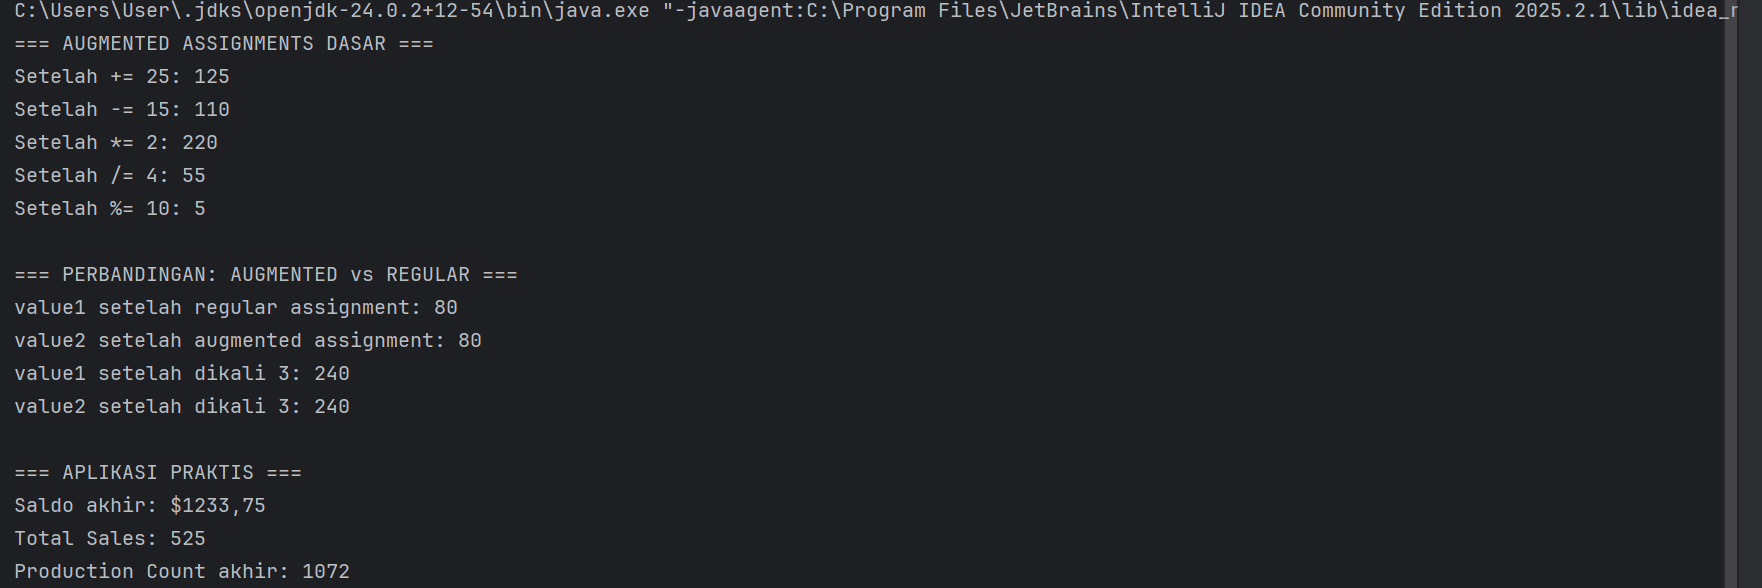 C:\Users\User\.jdks\openjdk-24.0.2+12-54\bin\java.exe "-javaagent:C:\Program Files\JetBrains\IntelliJ IDEA Community Edition 2025.2.1\lib\idea_r
=== AUGMENTED ASSIGNMENTS DASAR ===
Setelah += 25: 125
Setelah -= 15: 110
Setelah *= 2: 220
Setelah /= 4: 55
Setelah %= 10: 5
=== PERBANDINGAN: AUGMENTED vs REGULAR ===
value1 setelah regular assignment: 80
value2 setelah augmented assignment: 80
value1 setelah dikali 3: 240
value2 setelah dikali 3: 240
=== APLIKASI PRAKTIS ===
Saldo akhir: $1233,75
Total Sales: 525
Production Count akhir: 1072